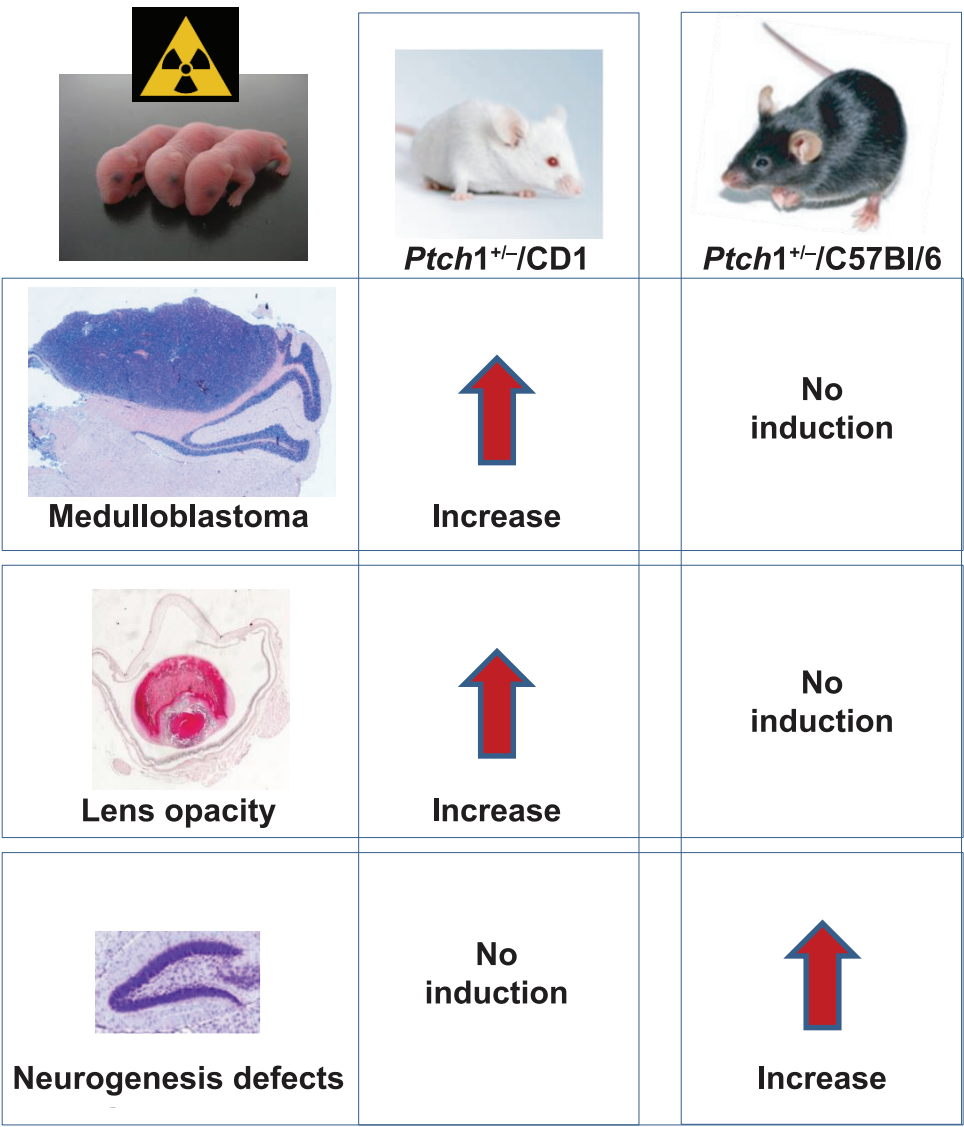 Ptch1+/–/CD1
Ptch1+/–/C57Bl/6
No
induction
Medulloblastoma
Increase
No
induction
Lens opacity
Increase
No
induction
Neurogenesis defects
Increase